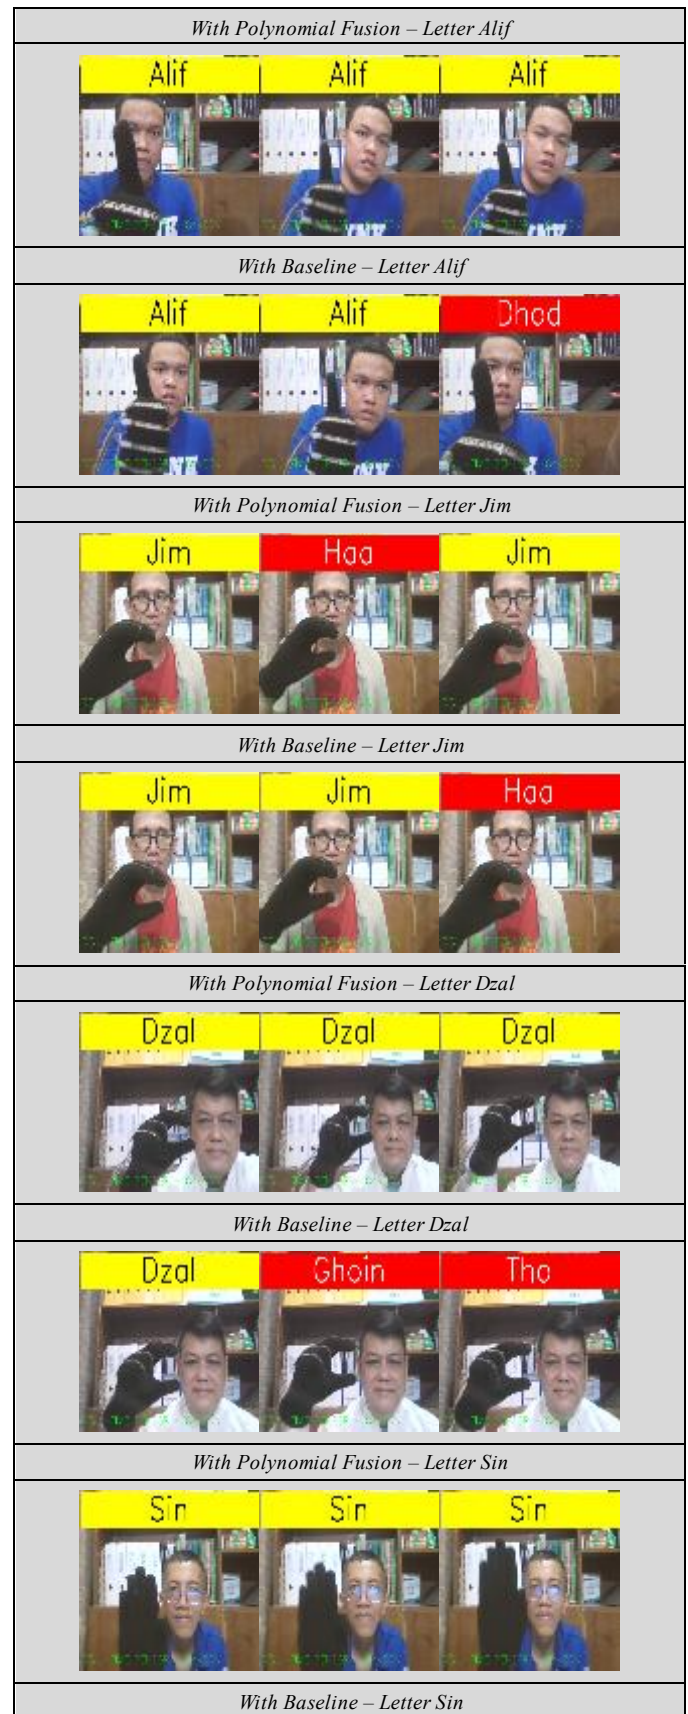 With Polynomial Fusion – Letter Alif
Alif Alif Alif
With Baseline – Letter Alif
Alif Alif Dhod
With Polynomial Fusion – Letter Jim
Jim Haa Jim
With Baseline – Letter Jim
Jim Jim Haa
With Polynomial Fusion – Letter Dzal
Dzal Dzal Dzal
With Baseline – Letter Dzal
Dzal Ghoin Tho
With Polynomial Fusion – Letter Sin
Sin Sin Sin
With Baseline – Letter Sin